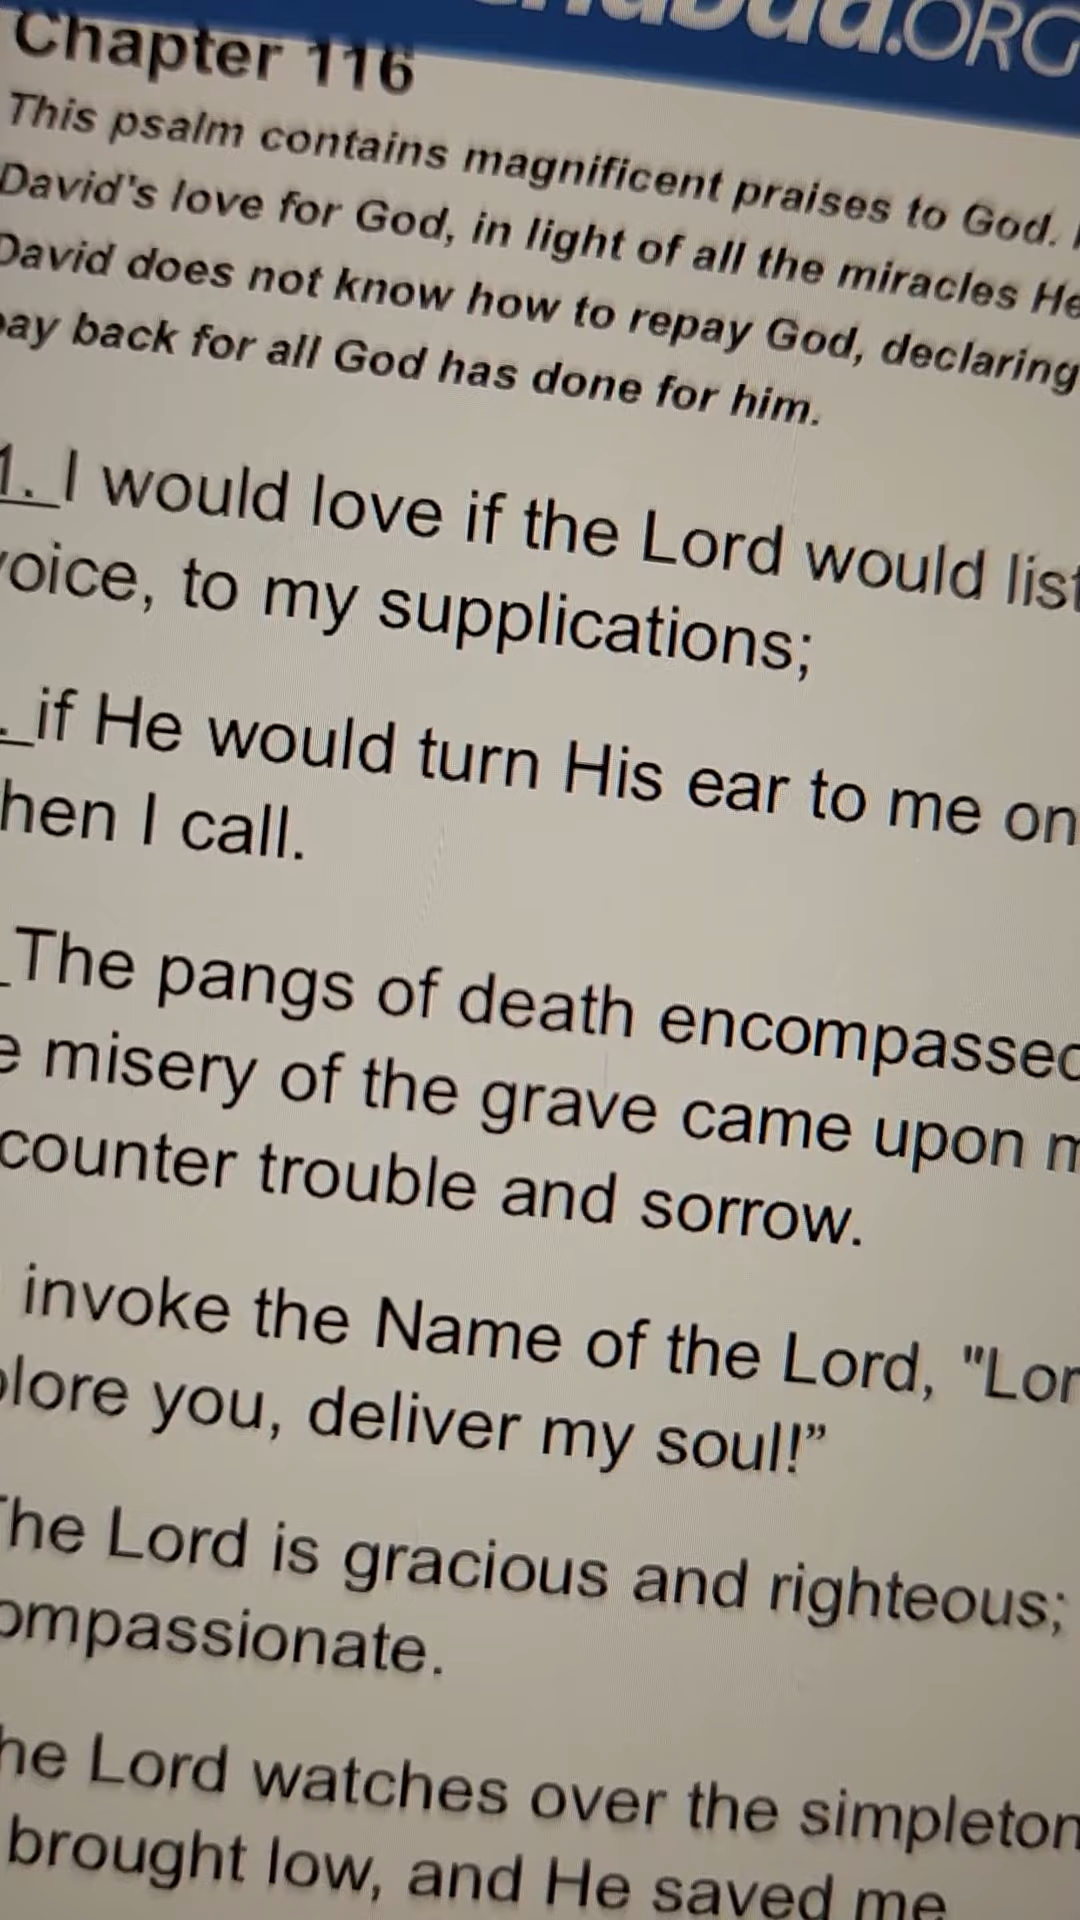 .ORG
Chapter 116
This psalm contains magnificent praises to God.
David's love for God, in light of all the miracles He
David does not know how to repay God, declaring
pay back for all God has done for him.
1. I would love if the Lord would list
voice, to my supplications;
. if He would turn His ear to me on
hen I call.
The pangs of death encompassed
e misery of the grave came upon m
counter trouble and sorrow.
invoke the Name of the Lord, "Lor
plore you, deliver my soul!”
The Lord is gracious and righteous;
ompassionate.
he Lord watches over the simpleton
brought low, and He saved me